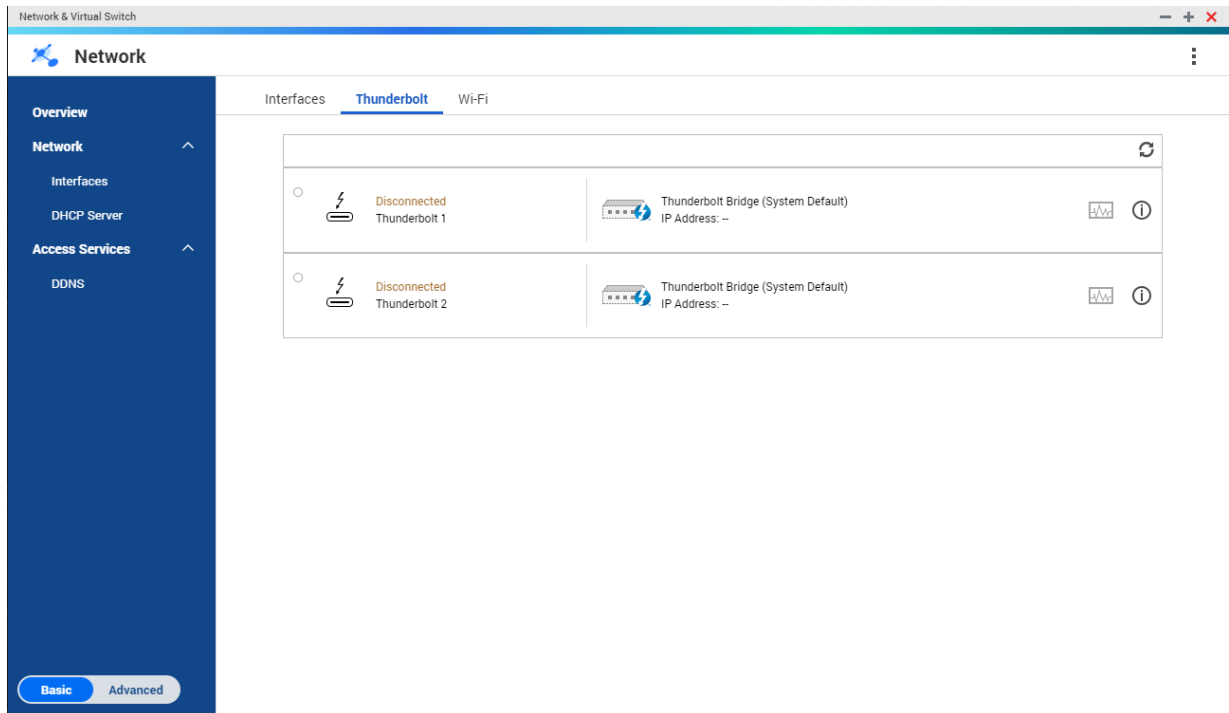 Network & Virtual Switch
Network
Overview
Network
Interfaces
DHCP Server
Access Services
DDNS
Basic
Advanced
Interfaces
Thunderbolt
Wi-Fi
Disconnected
Thunderbolt 1
Thunderbolt Bridge (System Default)
IP Address: --
Disconnected
Thunderbolt 2
Thunderbolt Bridge (System Default)
IP Address: --